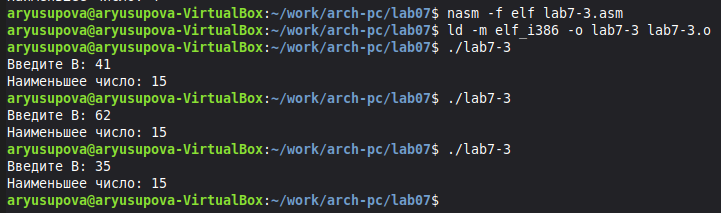 aryusupova@aryusupova-VirtualBox:~/work/arch-pc/lab07$ nasm -f elf lab7-3.asm
aryusupova@aryusupova-VirtualBox:~/work/arch-pc/lab07$ ld -m elf_i386 -o lab7-3 lab7-3.o
aryusupova@aryusupova-VirtualBox:~/work/arch-pc/lab07$ ./lab7-3
Введите B: 41
Наименьшее число: 15
aryusupova@aryusupova-VirtualBox:~/work/arch-pc/lab07$ ./lab7-3
Введите B: 62
Наименьшее число: 15
aryusupova@aryusupova-VirtualBox:~/work/arch-pc/lab07$ ./lab7-3
Введите B: 35
Наименьшее число: 15
aryusupova@aryusupova-VirtualBox:~/work/arch-pc/lab07$